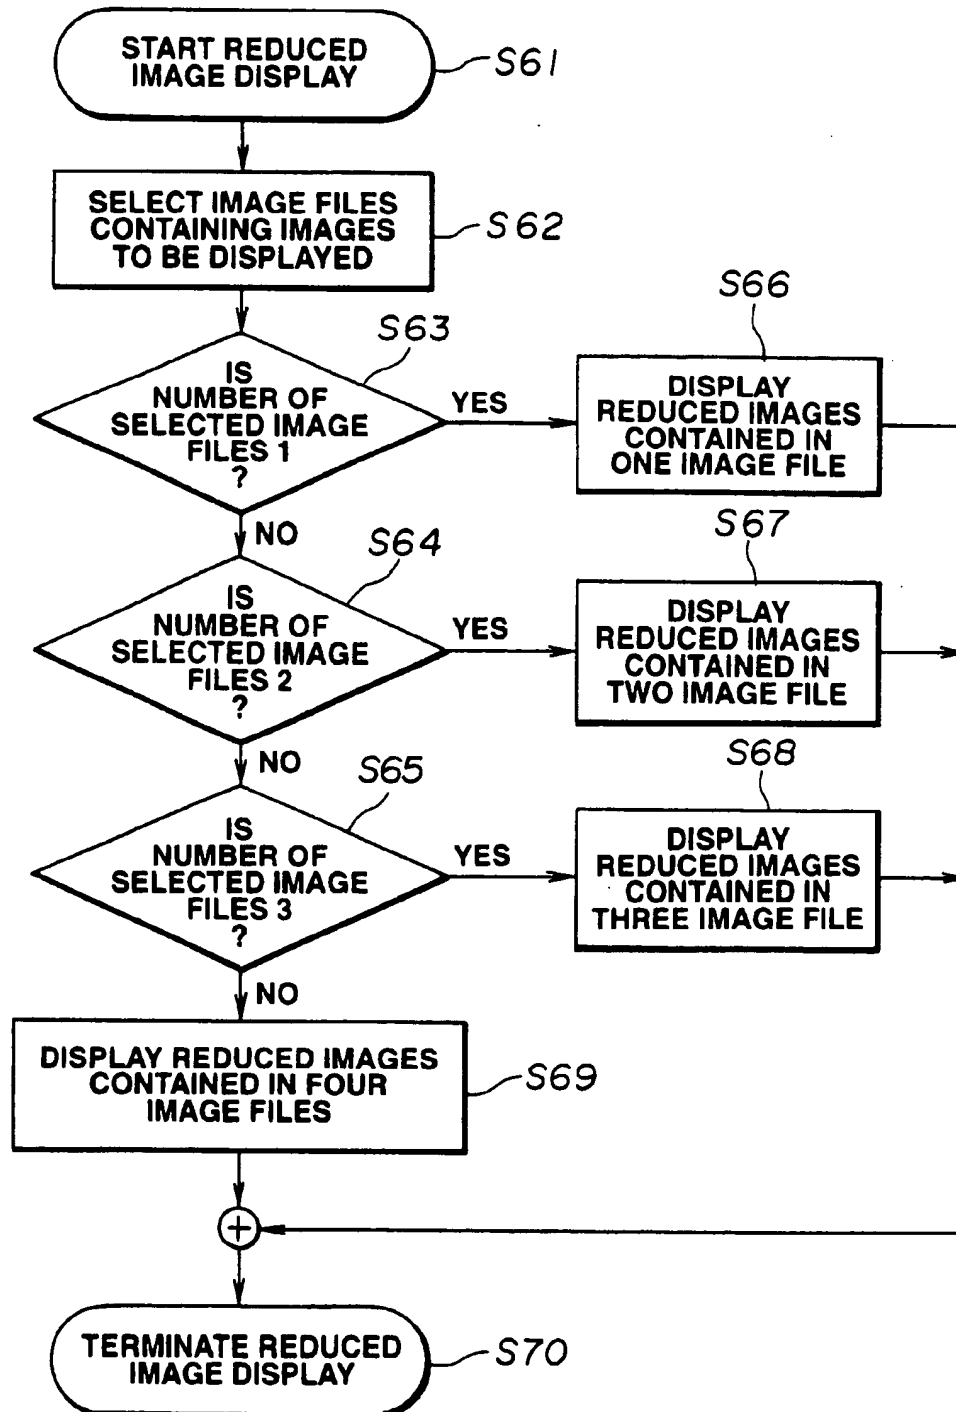 START REDUCED
IMAGE DISPLAY
S61
SELECT IMAGE FILES
CONTAINING IMAGES
TO BE DISPLAYED
S62
S63
IS
NUMBER OF
SELECTED IMAGE
FILES 1
?
YES
S66
DISPLAY
REDUCED IMAGES
CONTAINED IN
ONE IMAGE FILE
NO
S64
IS
NUMBER OF
SELECTED IMAGE
FILES 2
?
YES
S67
DISPLAY
REDUCED IMAGES
CONTAINED IN
TWO IMAGE FILE
NO
S65
IS
NUMBER OF
SELECTED IMAGE
FILES 3
?
YES
S68
DISPLAY
REDUCED IMAGES
CONTAINED IN
THREE IMAGE FILE
NO
DISPLAY REDUCED IMAGES
CONTAINED IN FOUR
IMAGE FILES
S69
+
TERMINATE REDUCED
IMAGE DISPLAY
S70